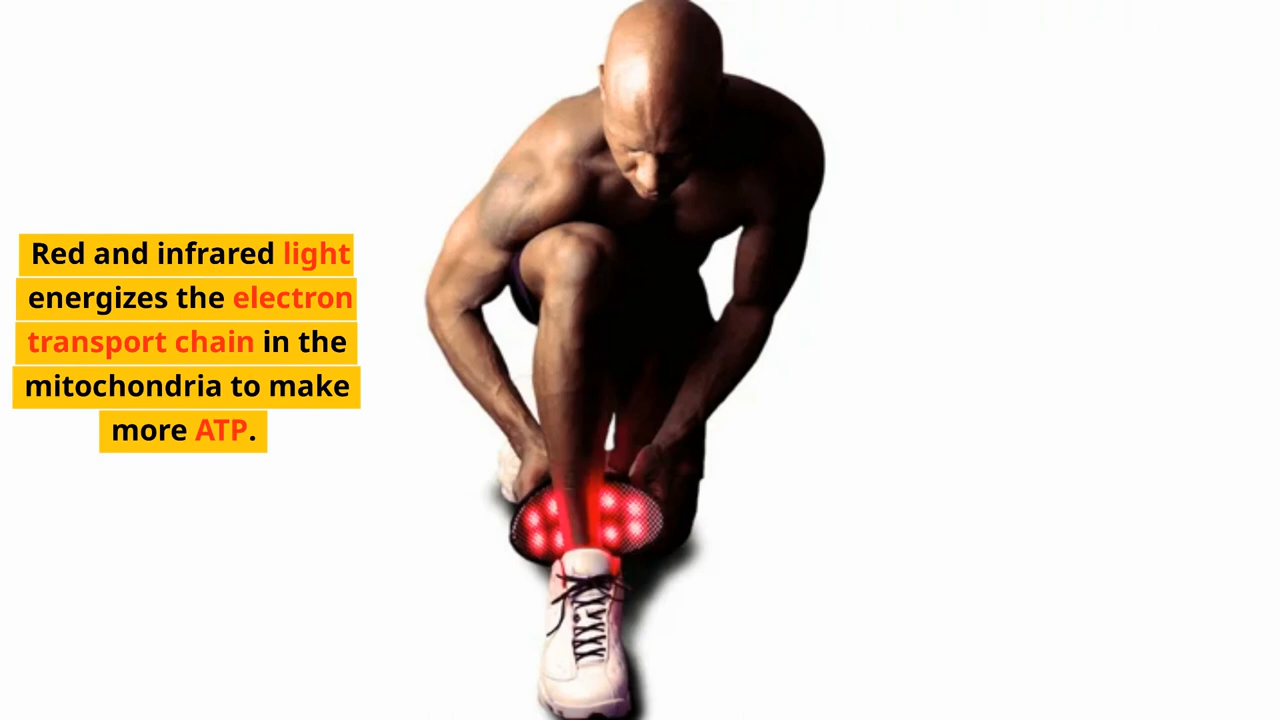 Red and infrared light
energizes the electron
transport chain in the
mitochondria to make
more ATP.